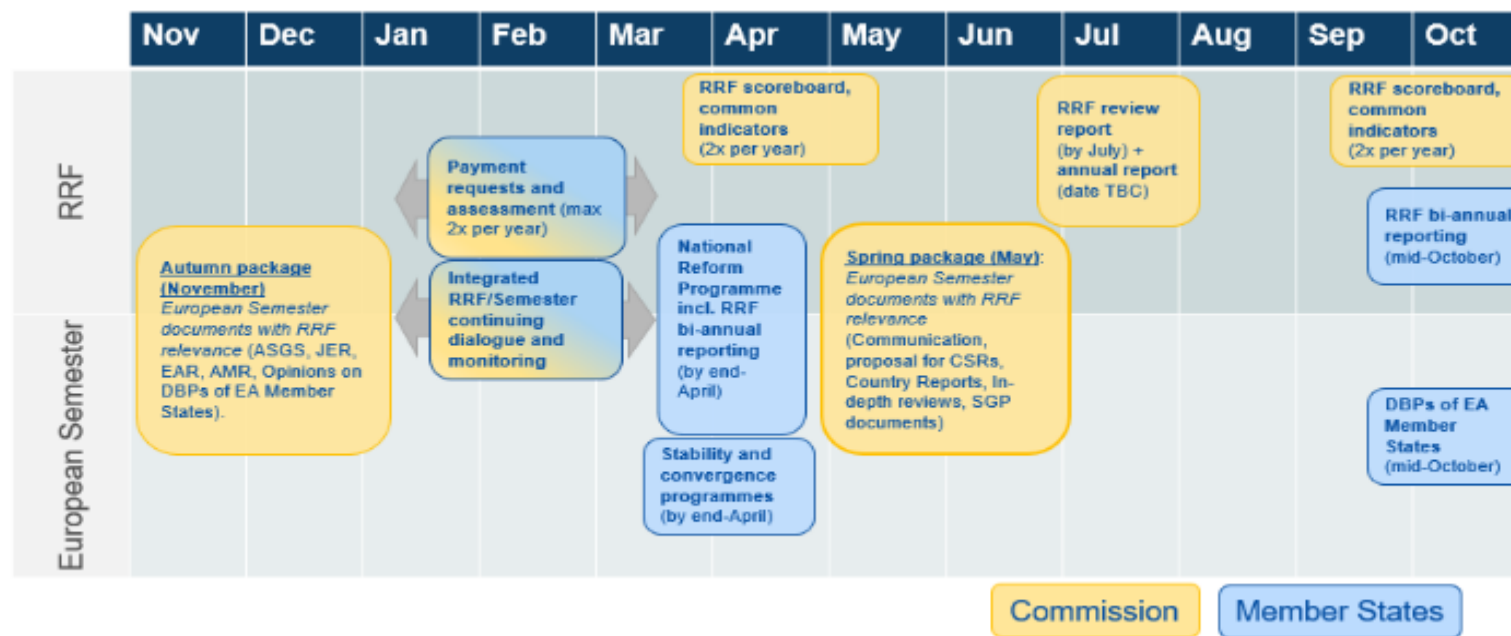 Nov Dec Jan Feb Mar Apr May Jun Jul Aug Sep Oct
RRF
European Semester
Autumn package
(November)
European Semester
documents with RRF
relevance (ASGS, JER,
EAR, AMR, Opinions on
DBPs of EA Member
States).
Payment
requests and
assessment (max
2x per year)
Integrated
RRF/Semester
continuing
dialogue and
monitoring
RRF scoreboard,
common
indicators
(2x per year)
National
Reform
Programme
incl. RRF
bi-annual
reporting
(by end-
April)
Stability and
convergence
programmes
(by end-April)
Spring package (May):
European Semester
documents with RRF
relevance
(Communication,
proposal for CSRs,
Country Reports, In-
depth reviews, SGP
documents)
RRF review
report
(by July) +
annual report
(date TBC)
RRF scoreboard,
common
indicators
(2x per year)
RRF bi-annual
reporting
(mid-October)
DBPs of EA
Member
States
(mid-October)
Commission
Member States